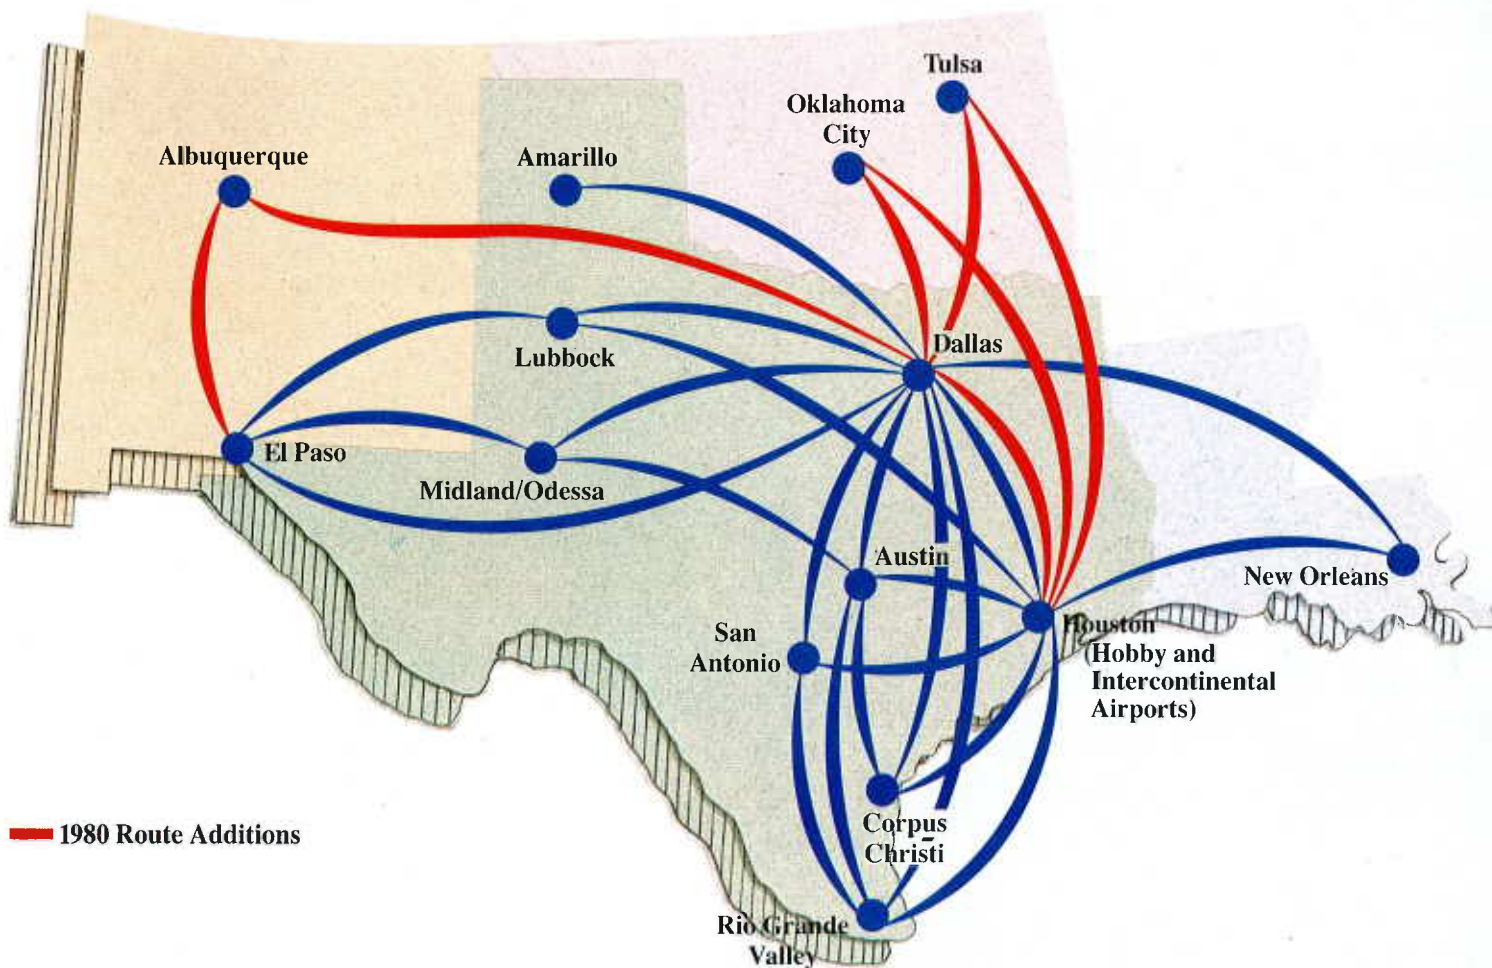 Tulsa
Oklahoma
City
Albuquerque
Amarillo
Dallas
Lubbock
El Paso
Midland/Odessa
Austin
New Orleans
San
Antonio
Houston
(Hobby and
Intercontinental
Airports)
Corpus
Christi
1980 Route Additions
Rio Grande
Valley